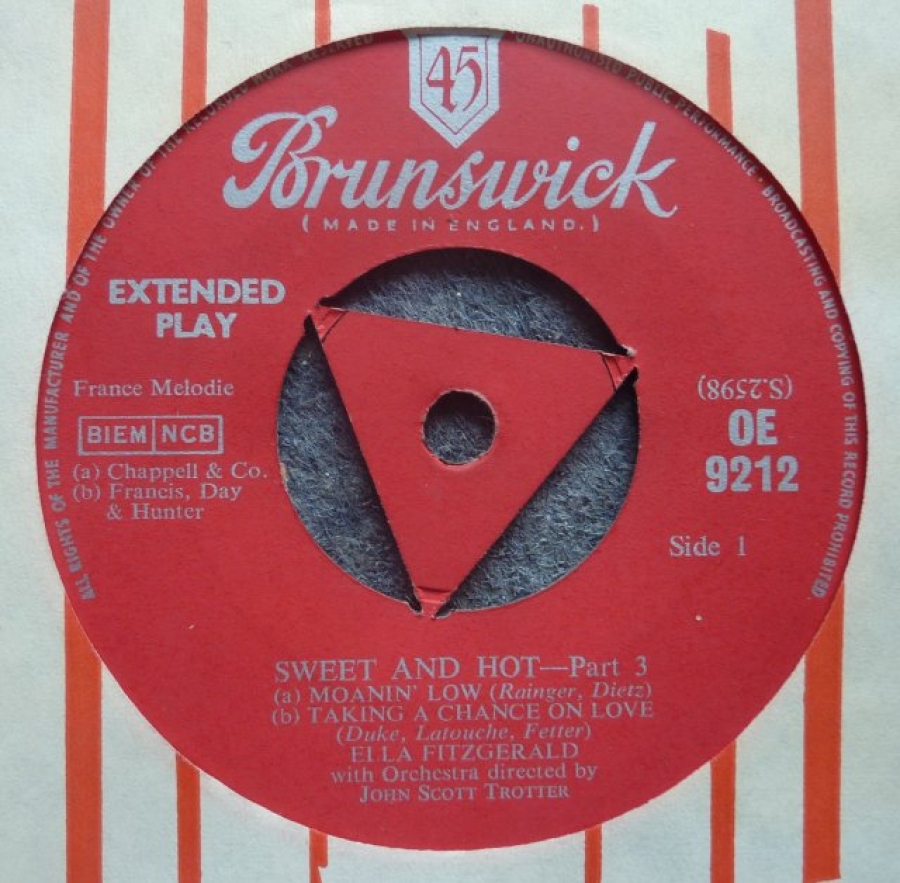 ALL RIGHTS OF THE MANUFACTURER AND OF THE OWNER OF THE RECORDED WORK RESERVED
UNAUTHORISED PUBLIC PERFORMANCE · BROADCASTING AND COPYING OF THIS RECORD PROHIBITED.
45
Brunswick
(MADE IN ENGLAND.)
EXTENDED
PLAY
France Melodie
BIEM NCB
(a) Chappell & Co.
(b) Francis, Day
& Hunter
(S.2598)
OE
9212
Side 1
SWEET AND HOT—Part 3
(a) MOANIN' LOW (Rainger, Dietz)
(b) TAKING A CHANCE ON LOVE
(Duke, Latouche, Fetter)
ELLA FITZGERALD
with Orchestra directed by
JOHN SCOTT TROTTER